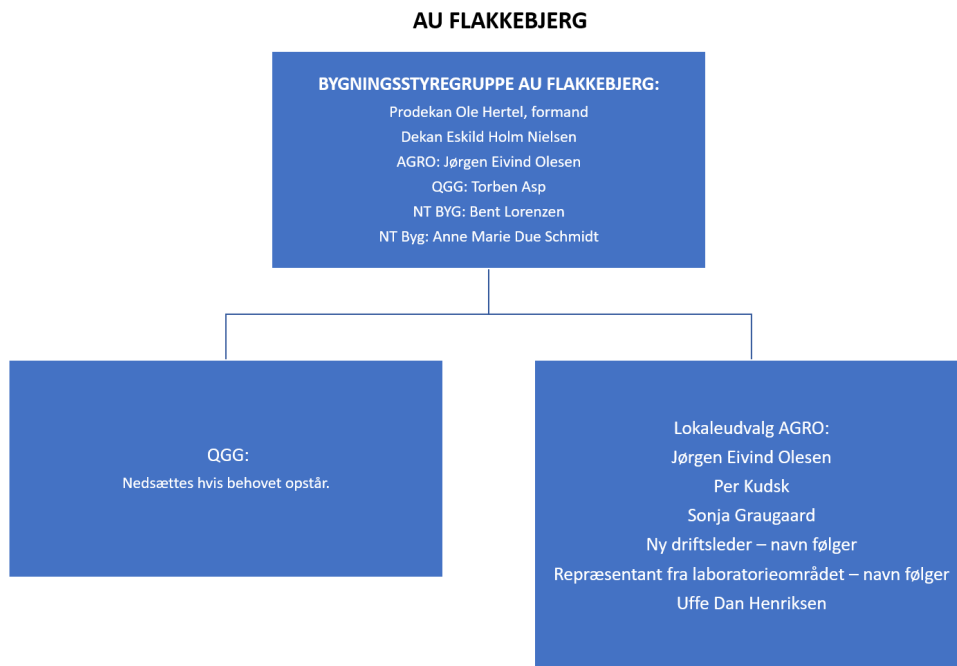 AU FLAKKEBJERG
BYGNINGSSTYREGRUPPE AU FLAKKEBJERG:
Prodekan Ole Hertel, formand
Dekan Eskild Holm Nielsen
AGRO: Jørgen Eivind Olesen
QGG: Torben Asp
NT BYG: Bent Lorenzen
NT Byg: Anne Marie Due Schmidt
QGG:
Nedsættes hvis behovet opstår.
Lokaleudvalg AGRO:
Jørgen Eivind Olesen
Per Kudsk
Sonja Graugaard
Ny driftsleder – navn følger
Repræsentant fra laboratorieområdet – navn følger
Uffe Dan Henriksen